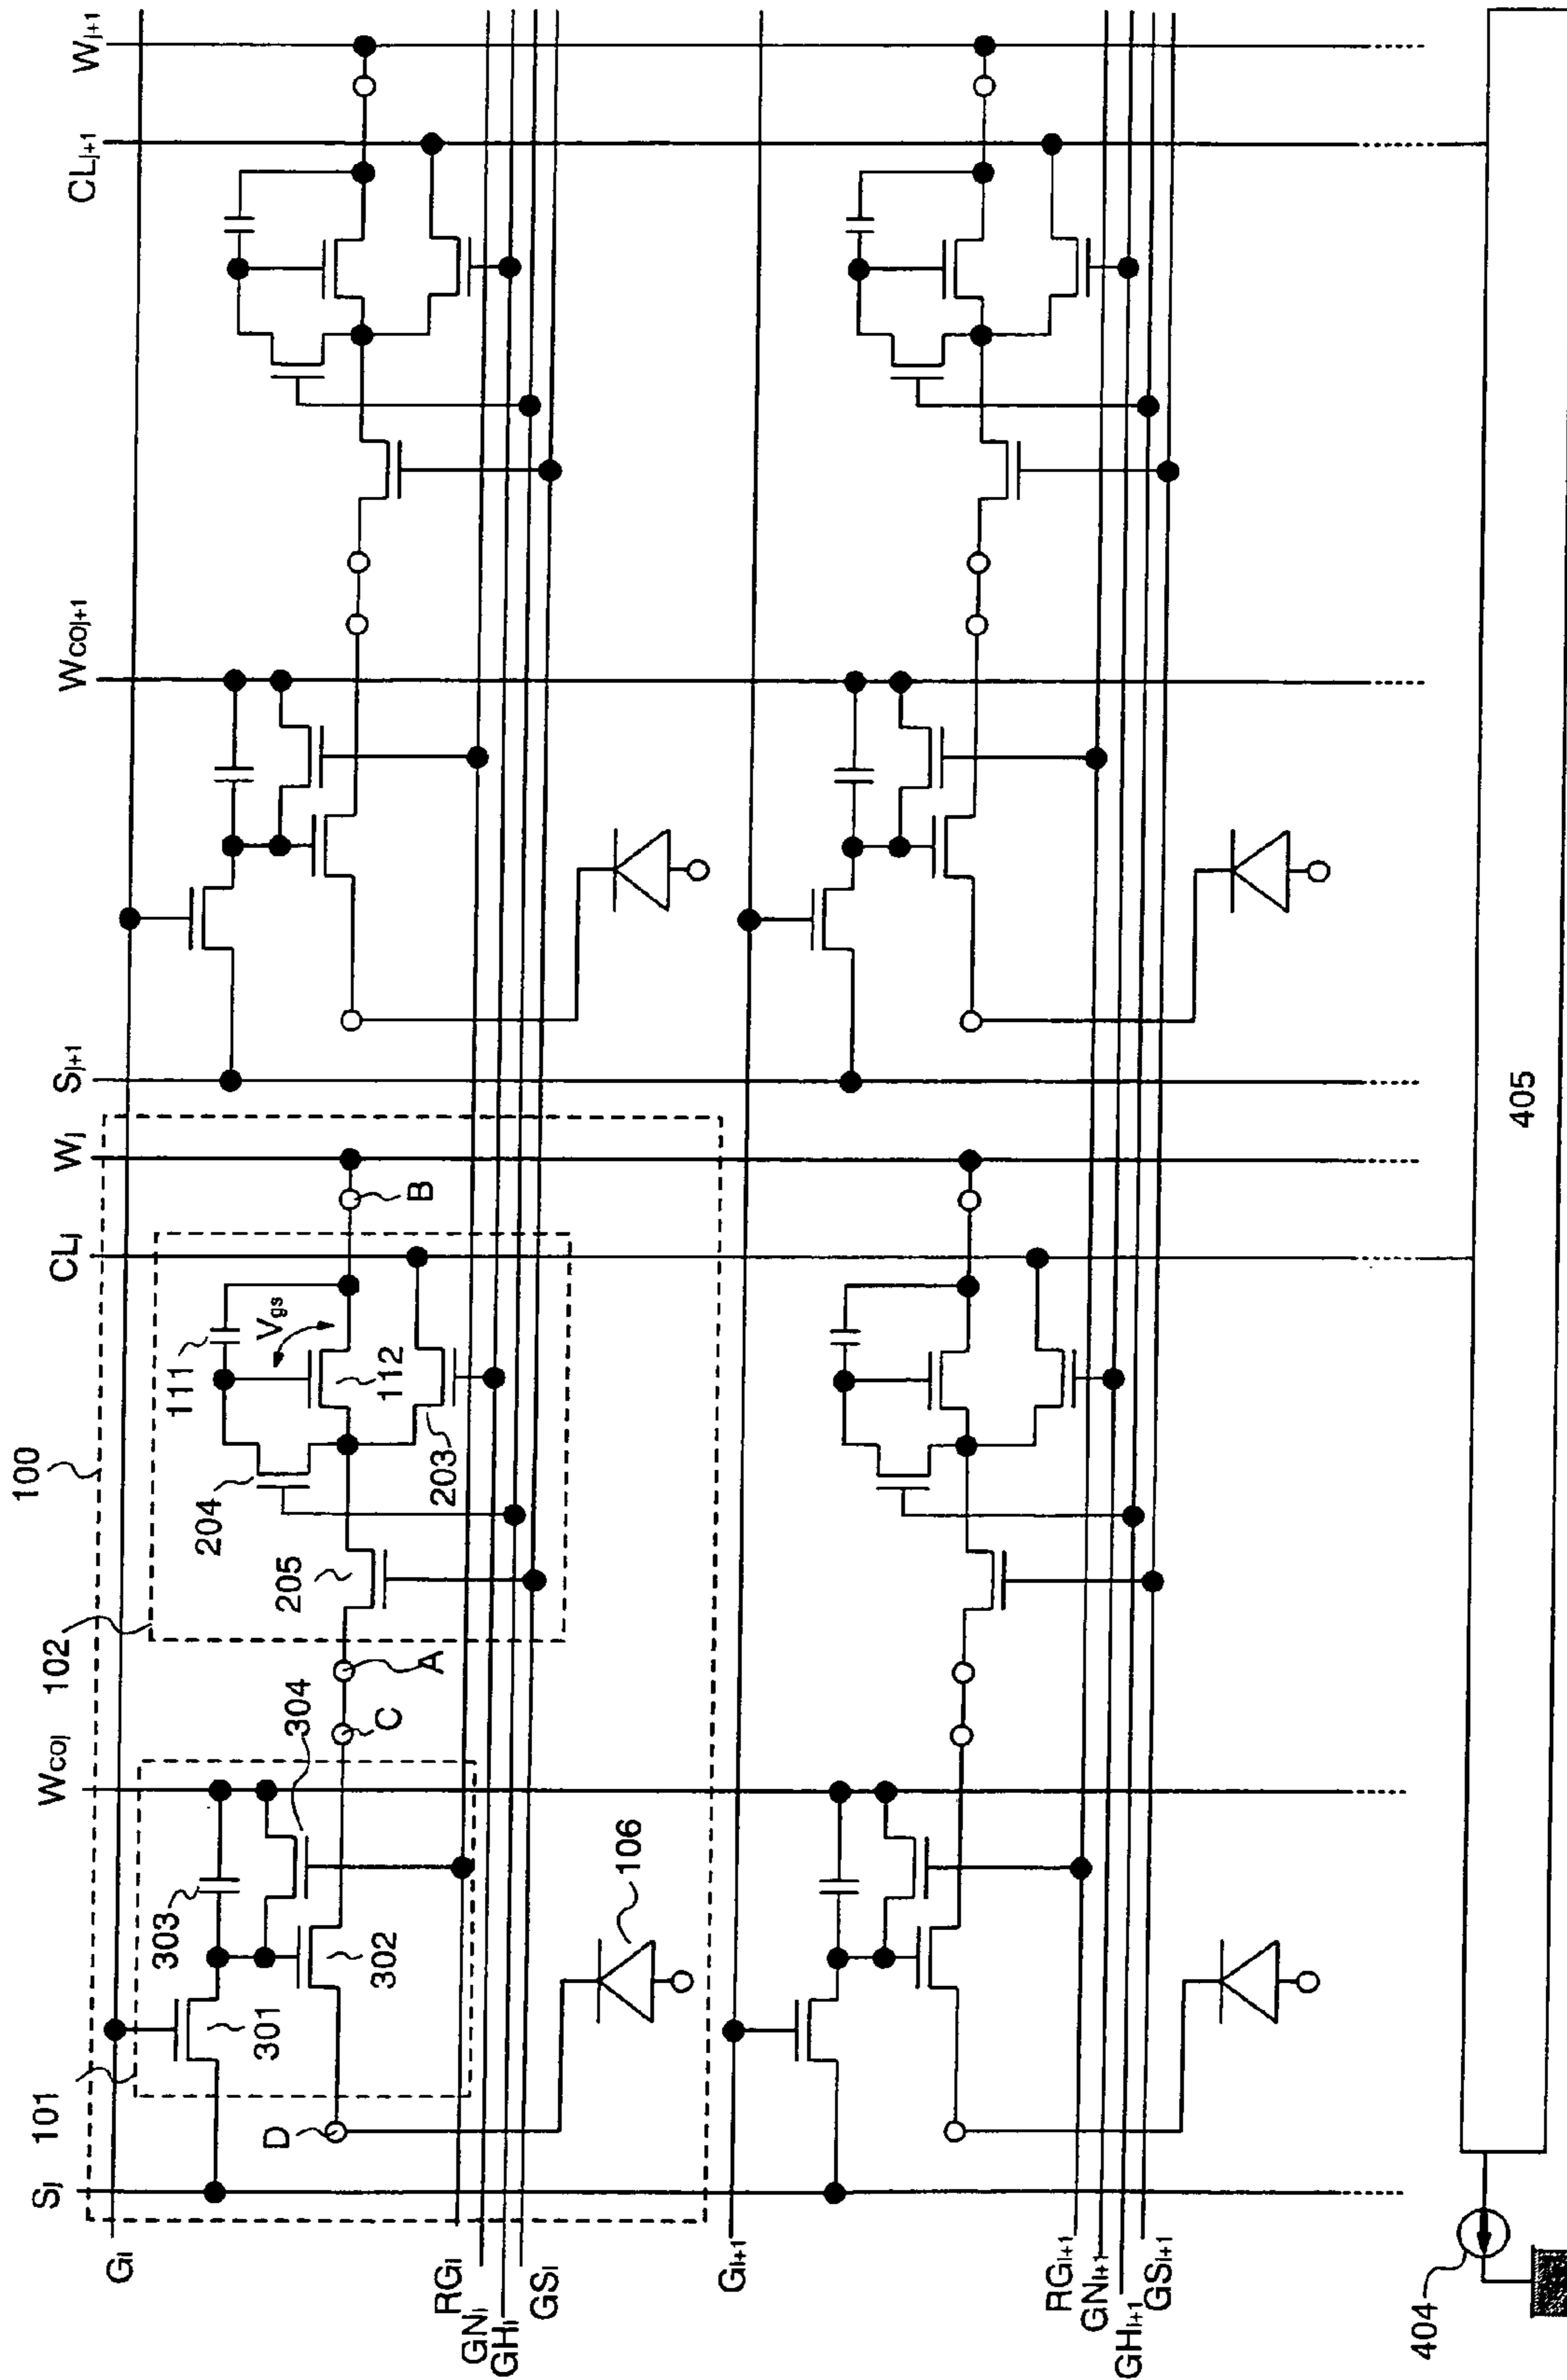 Sj
101
Wcoj
102
100
CLj
Wj
Sj+1
Wcoj+1
CLj+1
Wj+1
Gi
301
303
302
304
D
C
A
205
204
111
Vgs
112
203
B
106
RGi
GNi
GHi
GSi
Gi+1
RGi+1
GNi+1
GHi+1
GSi+1
404
405